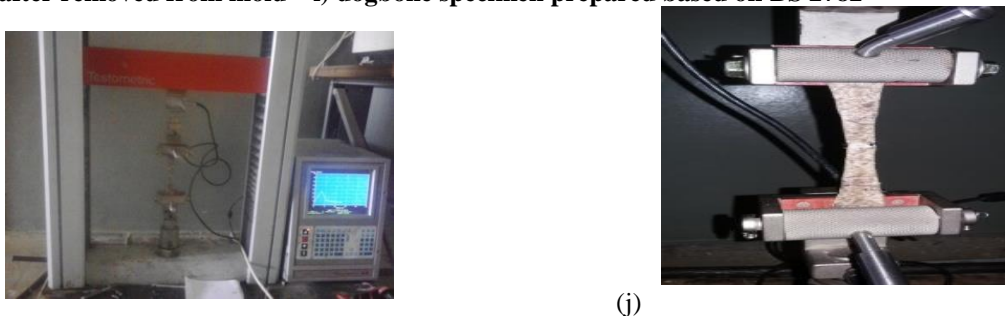 after removed from mold i) dogbone specimen prepared based on BS 2782
Testometric
(j)